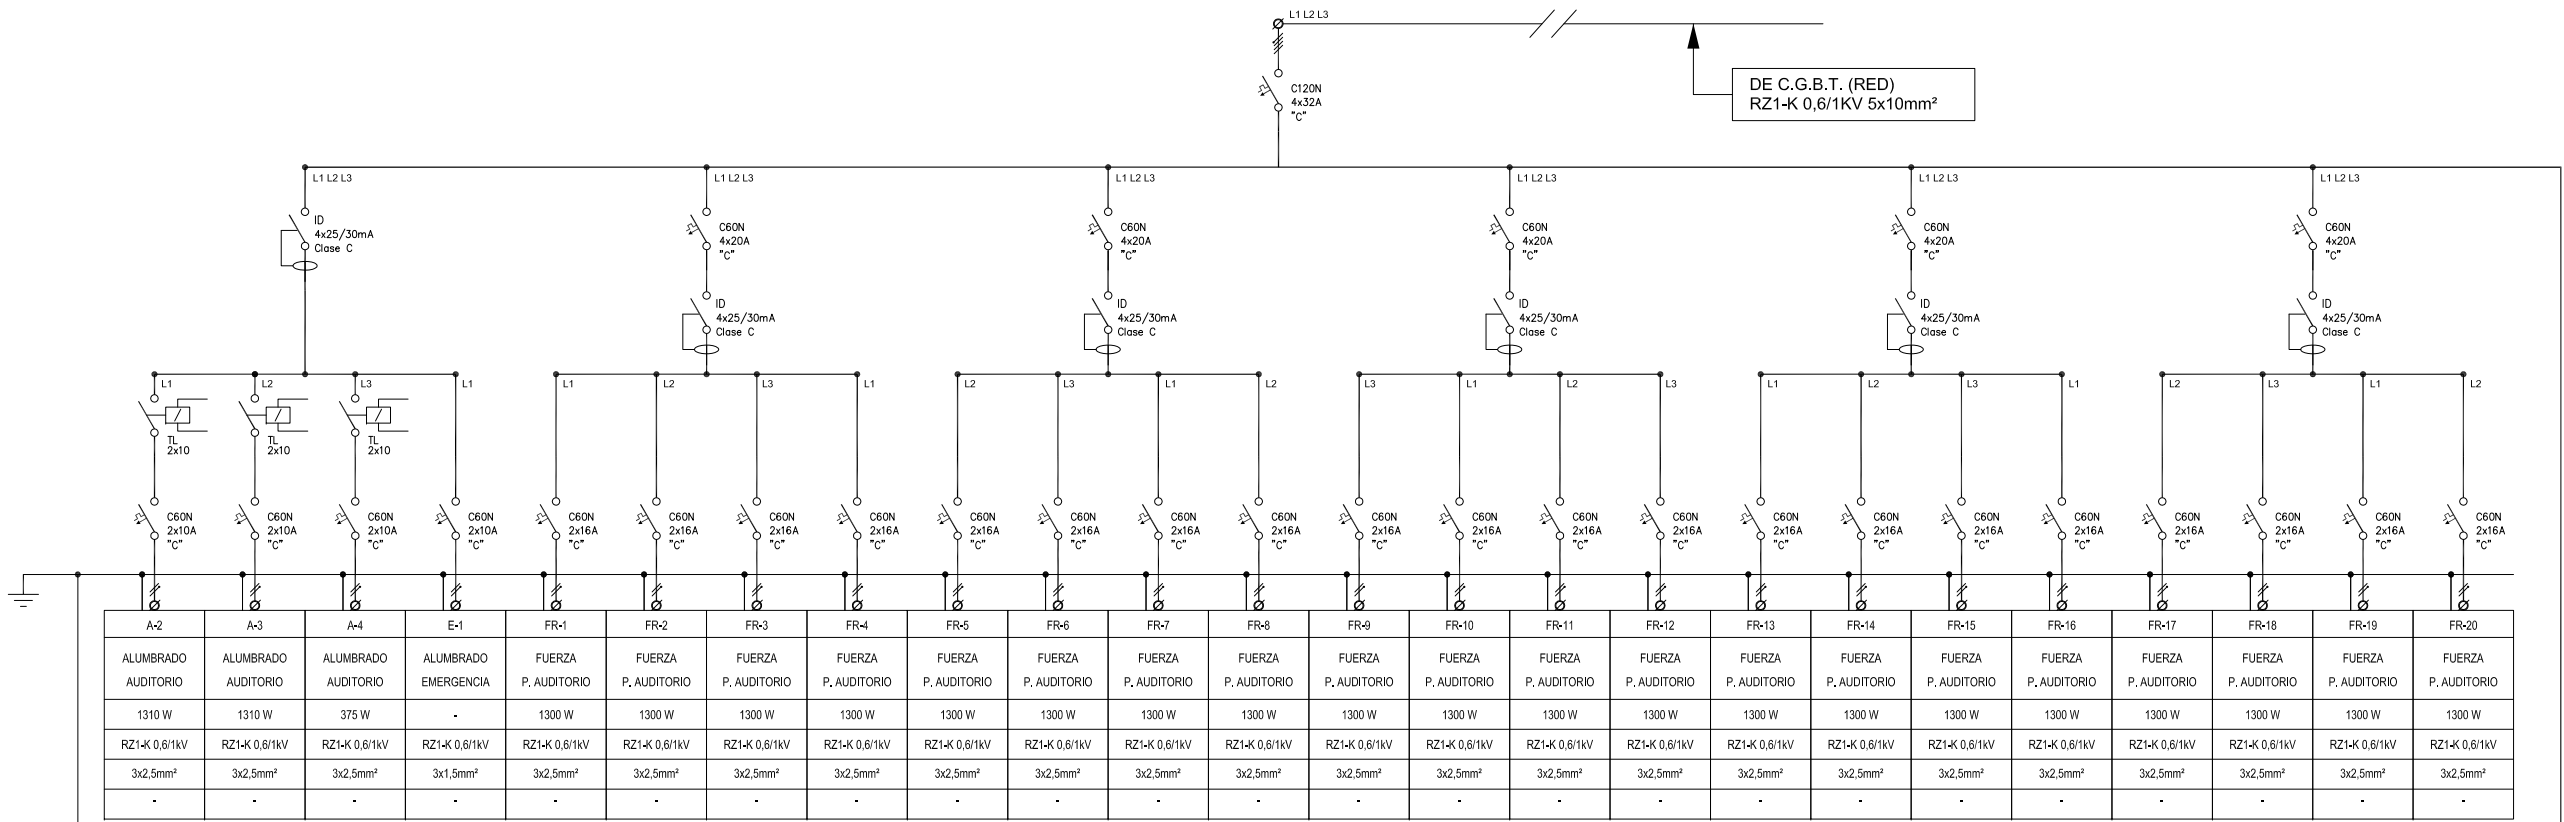 L1 L2 L3
C120N
4x32A
"C"
DE C.G.B.T. (RED)
RZ1-K 0,6/1KV 5x10mm²
L1 L2 L3
L1 L2 L3
L1 L2 L3
L1 L2 L3
L1 L2 L3
L1 L2 L3
ID
4x25/30mA
Clase C
C60N
4x20A
"C"
C60N
4x20A
"C"
C60N
4x20A
"C"
C60N
4x20A
"C"
C60N
4x20A
"C"
ID
4x25/30mA
Clase C
ID
4x25/30mA
Clase C
ID
4x25/30mA
Clase C
ID
4x25/30mA
Clase C
ID
4x25/30mA
Clase C
L1 L2 L3 L1 L1 L2 L3 L1 L2 L3 L1 L2 L3 L1 L2 L3 L1 L2 L3 L1 L2 L3 L1 L2
TL
2x10
TL
2x10
TL
2x10
C60N
2x10A
"C"
C60N
2x10A
"C"
C60N
2x10A
"C"
C60N
2x10A
"C"
C60N
2x16A
"C"
C60N
2x16A
"C"
C60N
2x16A
"C"
C60N
2x16A
"C"
C60N
2x16A
"C"
C60N
2x16A
"C"
C60N
2x16A
"C"
C60N
2x16A
"C"
C60N
2x16A
"C"
C60N
2x16A
"C"
C60N
2x16A
"C"
C60N
2x16A
"C"
C60N
2x16A
"C"
C60N
2x16A
"C"
C60N
2x16A
"C"
C60N
2x16A
"C"
C60N
2x16A
"C"
C60N
2x16A
"C"
C60N
2x16A
"C"
C60N
2x16A
"C"
A-2 A-3 A-4 E-1 FR-1 FR-2 FR-3 FR-4 FR-5 FR-6 FR-7 FR-8 FR-9 FR-10 FR-11 FR-12 FR-13 FR-14 FR-15 FR-16 FR-17 FR-18 FR-19 FR-20
ALUMBRADO ALUMBRADO ALUMBRADO ALUMBRADO FUERZA FUERZA FUERZA FUERZA FUERZA FUERZA FUERZA FUERZA FUERZA FUERZA FUERZA FUERZA FUERZA FUERZA FUERZA FUERZA FUERZA FUERZA FUERZA FUERZA
AUDITORIO AUDITORIO AUDITORIO EMERGENCIA P. AUDITORIO P. AUDITORIO P. AUDITORIO P. AUDITORIO P. AUDITORIO P. AUDITORIO P. AUDITORIO P. AUDITORIO P. AUDITORIO P. AUDITORIO P. AUDITORIO P. AUDITORIO P. AUDITORIO P. AUDITORIO P. AUDITORIO P. AUDITORIO P. AUDITORIO P. AUDITORIO P. AUDITORIO P. AUDITORIO
1310 W 1310 W 375 W - 1300 W 1300 W 1300 W 1300 W 1300 W 1300 W 1300 W 1300 W 1300 W 1300 W 1300 W 1300 W 1300 W 1300 W 1300 W 1300 W 1300 W 1300 W 1300 W 1300 W
RZ1-K 0,6/1kV RZ1-K 0,6/1kV RZ1-K 0,6/1kV RZ1-K 0,6/1kV RZ1-K 0,6/1kV RZ1-K 0,6/1kV RZ1-K 0,6/1kV RZ1-K 0,6/1kV RZ1-K 0,6/1kV RZ1-K 0,6/1kV RZ1-K 0,6/1kV RZ1-K 0,6/1kV RZ1-K 0,6/1kV RZ1-K 0,6/1kV RZ1-K 0,6/1kV RZ1-K 0,6/1kV RZ1-K 0,6/1kV RZ1-K 0,6/1kV RZ1-K 0,6/1kV RZ1-K 0,6/1kV RZ1-K 0,6/1kV RZ1-K 0,6/1kV RZ1-K 0,6/1kV RZ1-K 0,6/1kV
3x2,5mm² 3x2,5mm² 3x2,5mm² 3x1,5mm² 3x2,5mm² 3x2,5mm² 3x2,5mm² 3x2,5mm² 3x2,5mm² 3x2,5mm² 3x2,5mm² 3x2,5mm² 3x2,5mm² 3x2,5mm² 3x2,5mm² 3x2,5mm² 3x2,5mm² 3x2,5mm² 3x2,5mm² 3x2,5mm² 3x2,5mm² 3x2,5mm² 3x2,5mm² 3x2,5mm²
- - - - - - - - - - - - - - - - - - - - - - - -